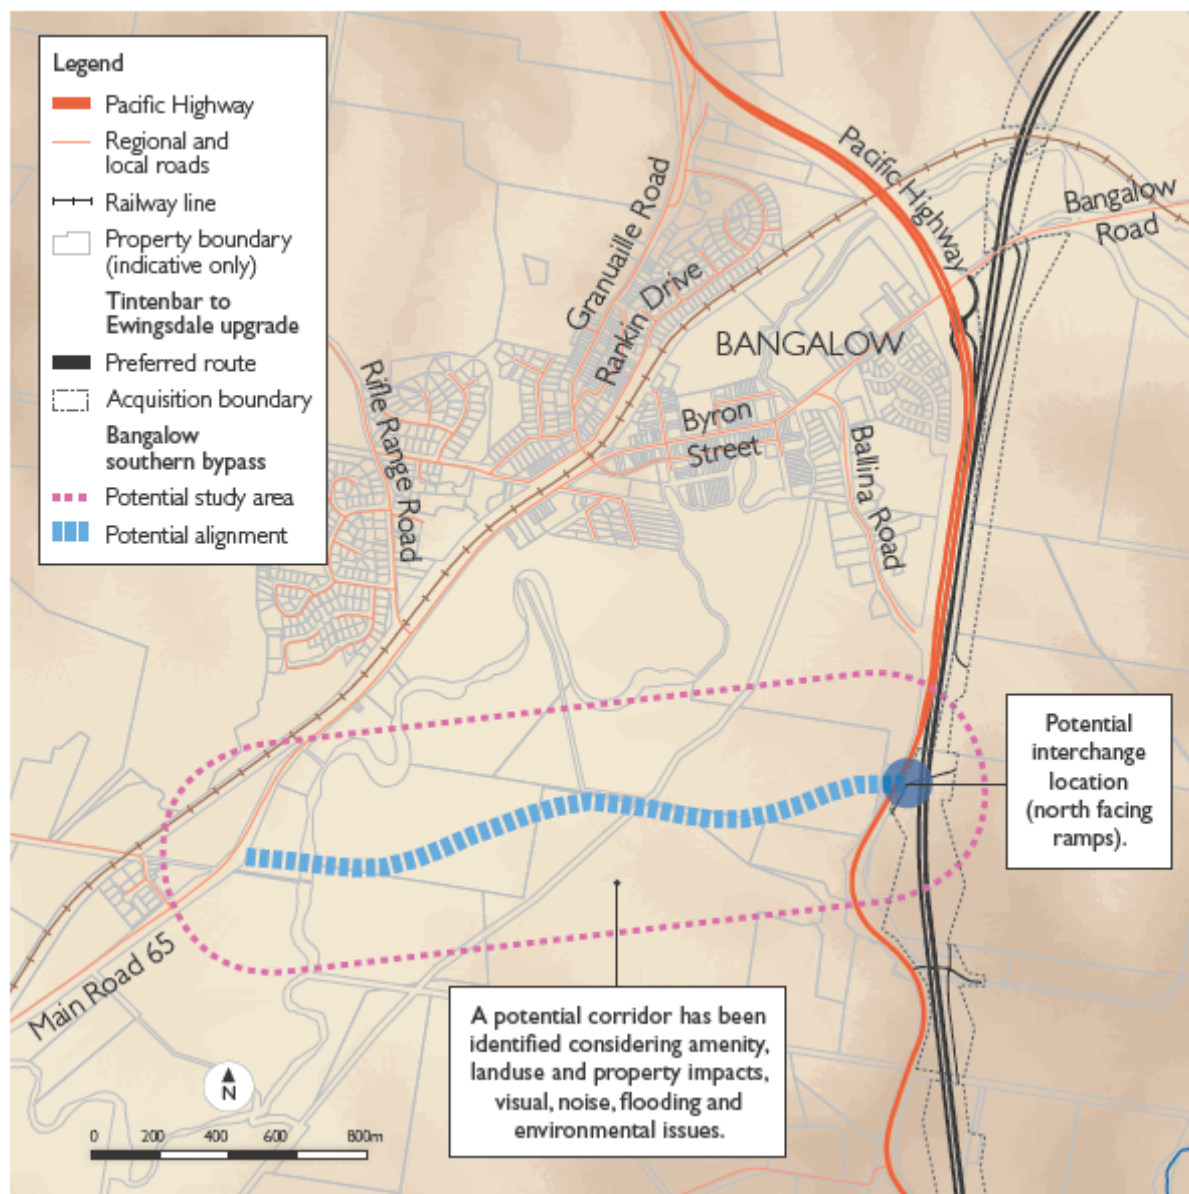 Legend
Pacific Highway
Regional and
local roads
Railway line
Property boundary
(indicative only)
Tintenbar to
Ewingsdale upgrade
Preferred route
Acquisition boundary
Bangalow
southern bypass
Potential study area
Potential alignment
Pacific Highway
Bangalow
Road
Granuaille Road
Rankin Drive
BANGALOW
Rifle Range Road
Byron
Street
Ballina Road
Potential
interchange
location
(north facing
ramps).
Main Road 65
A potential corridor has been
identified considering amenity,
landuse and property impacts,
visual, noise, flooding and
environmental issues.
N
0 200 400 600 800m